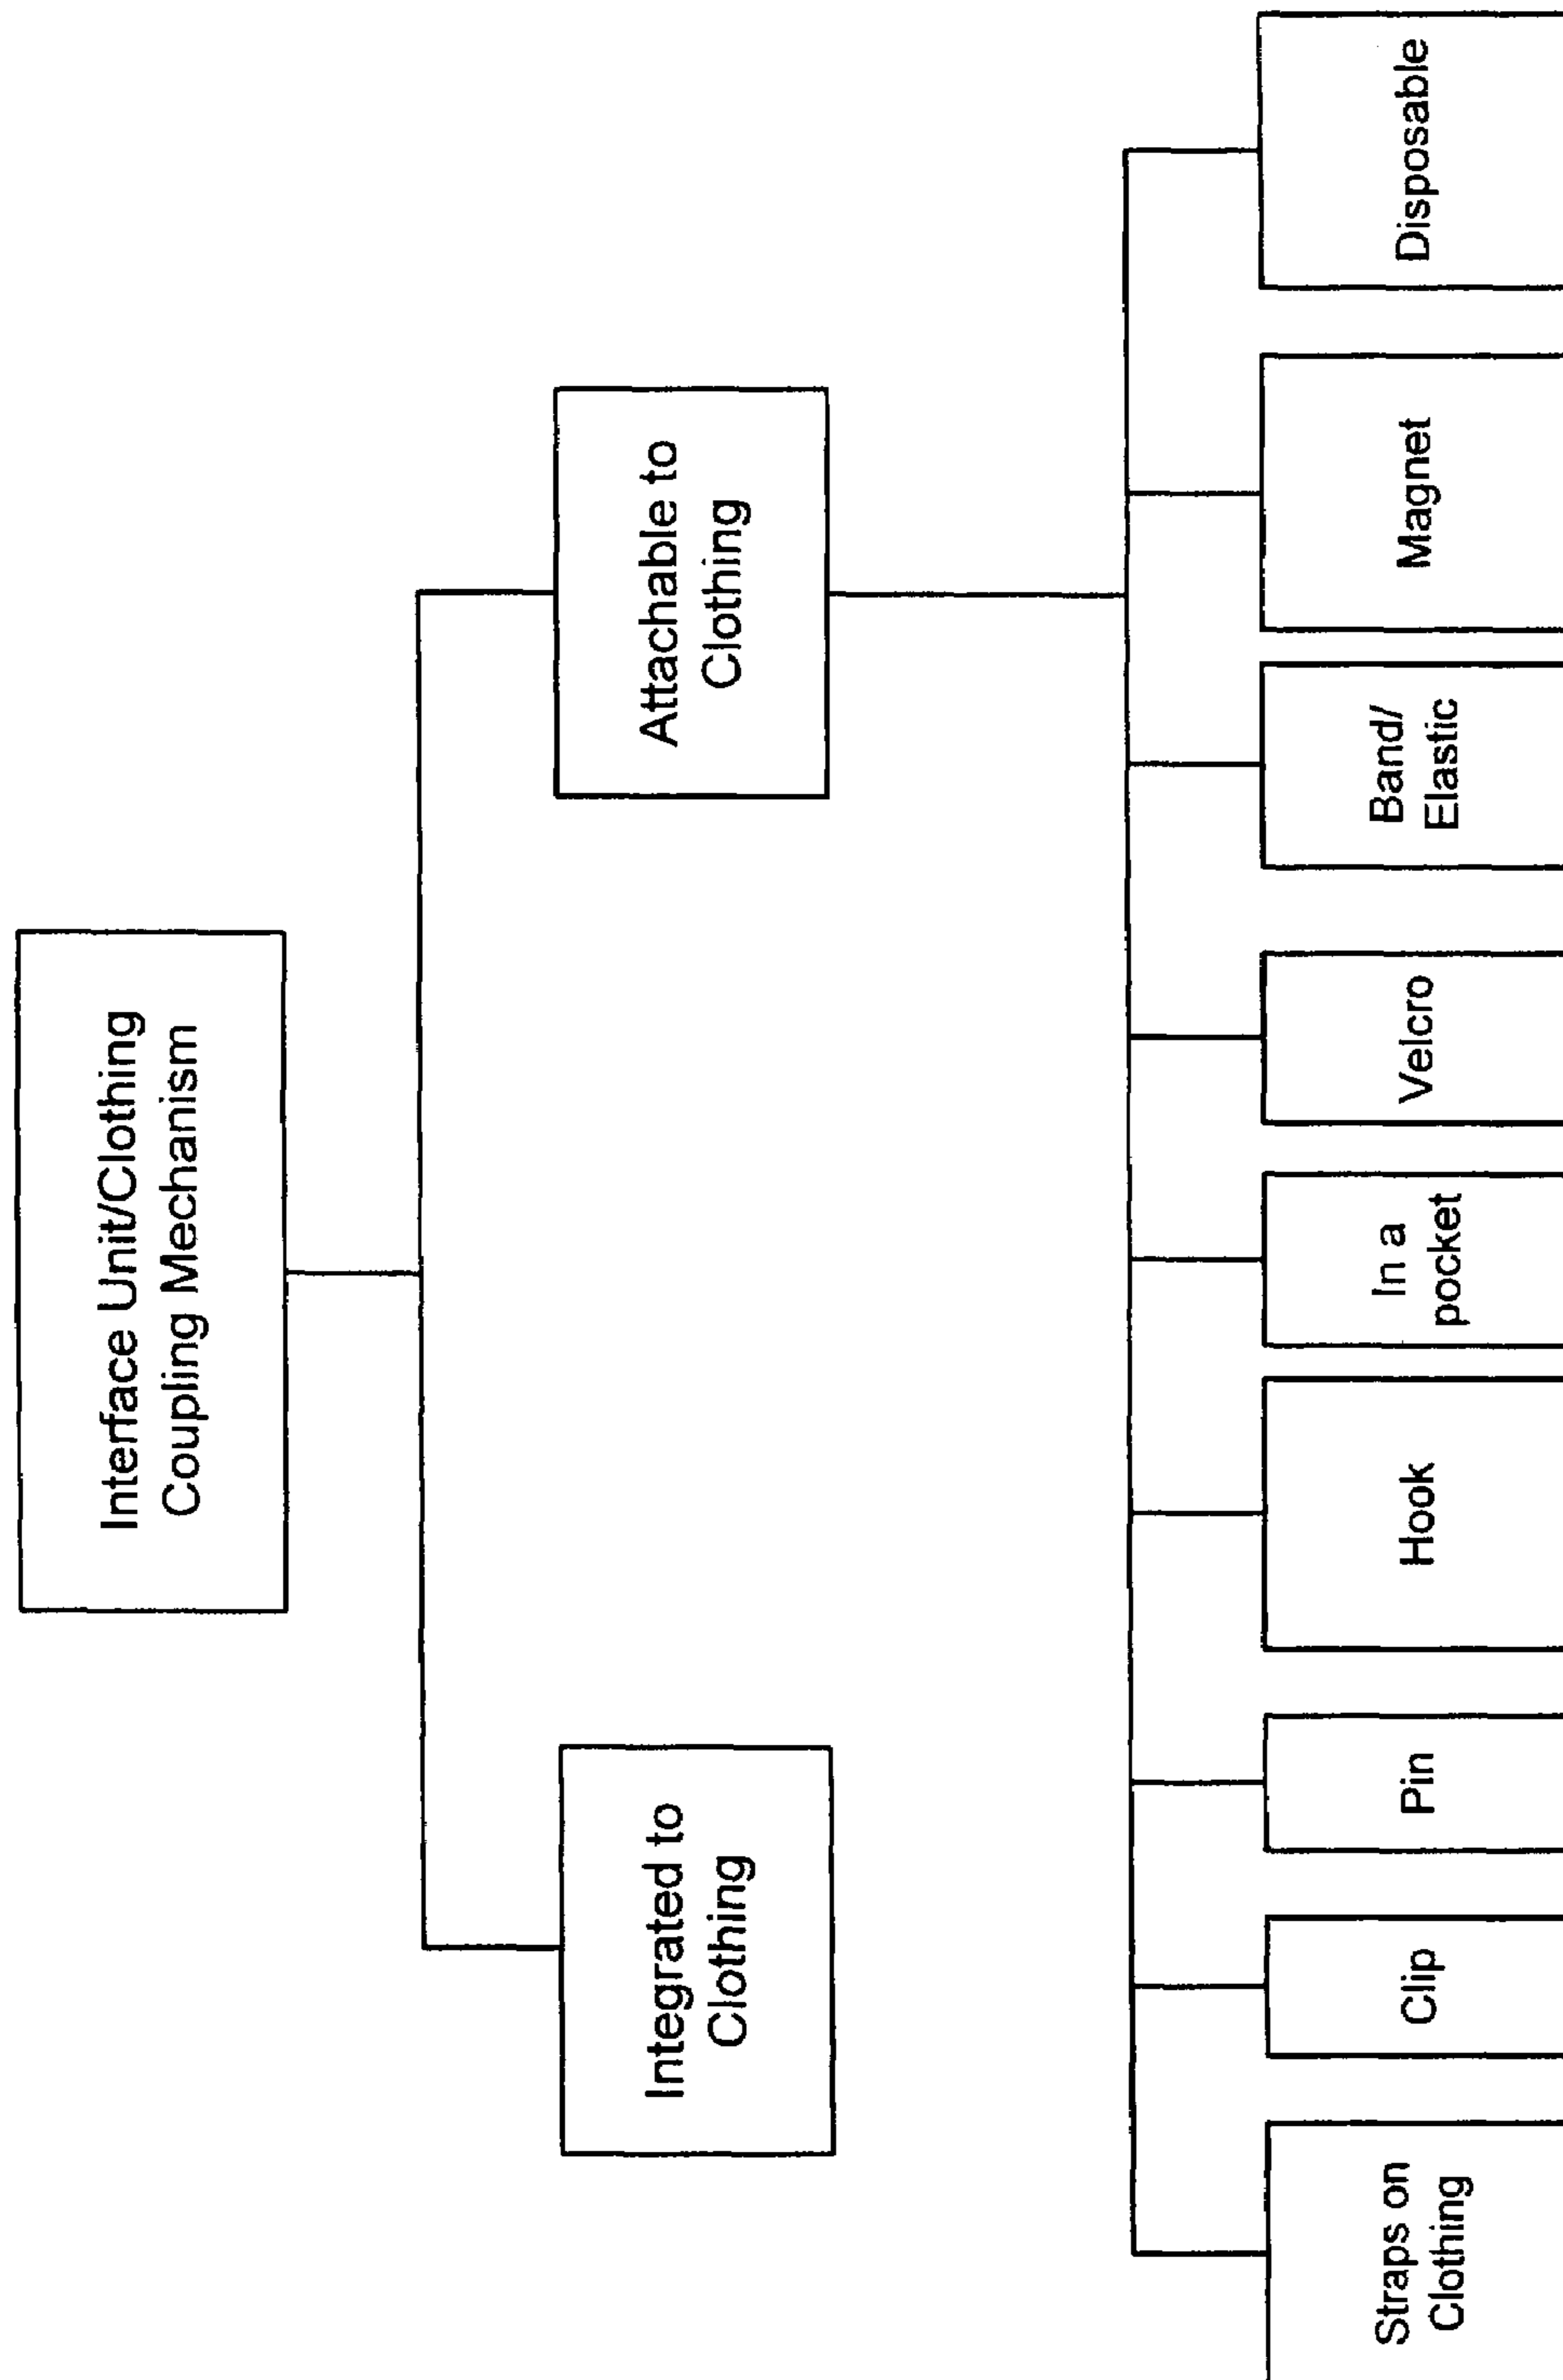 Interface Unit/Clothing
Coupling Mechanism
Integrated to
Clothing
Attachable to
Clothing
Straps on
Clothing
Clip
Pin
Hook
In a
pocket
Velcro
Band/
Elastic
Magnet
Disposable